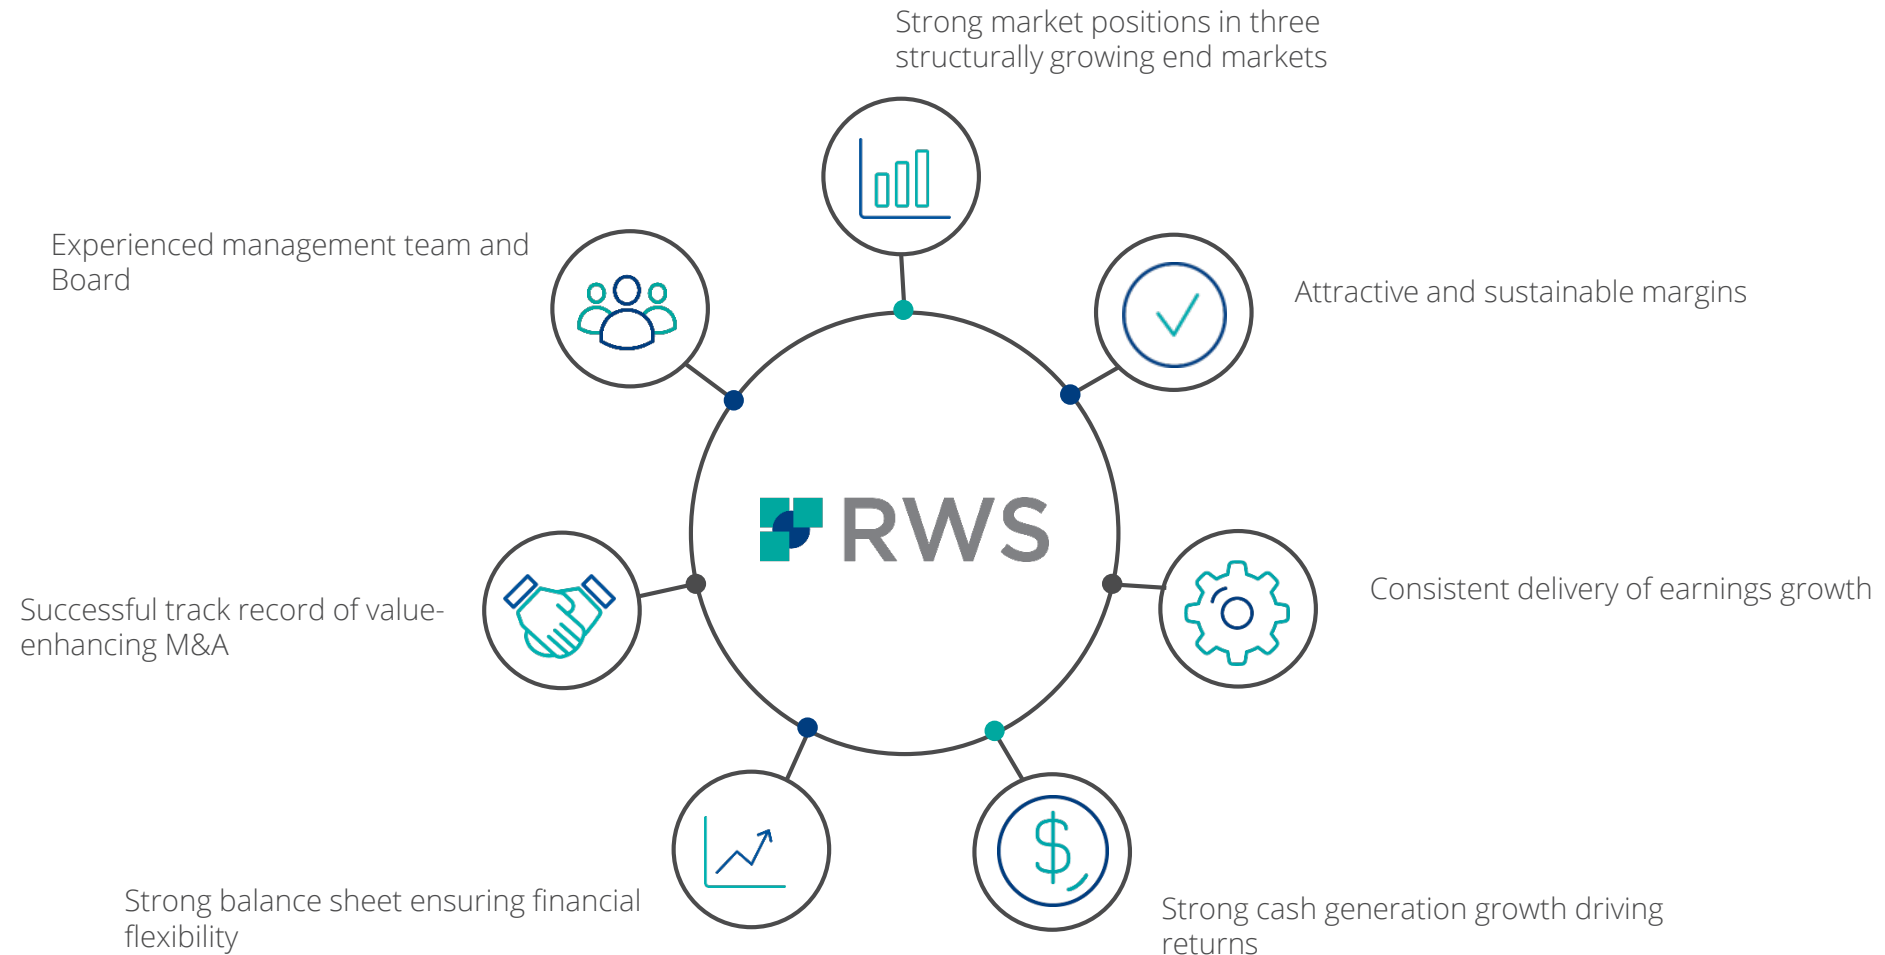 Strong market positions in three
structurally growing end markets
Experienced management team and
Board
Attractive and sustainable margins
RWS
Consistent delivery of earnings growth
Successful track record of value-
enhancing M&A
Strong balance sheet ensuring financial
flexibility
$
Strong cash generation growth driving
returns